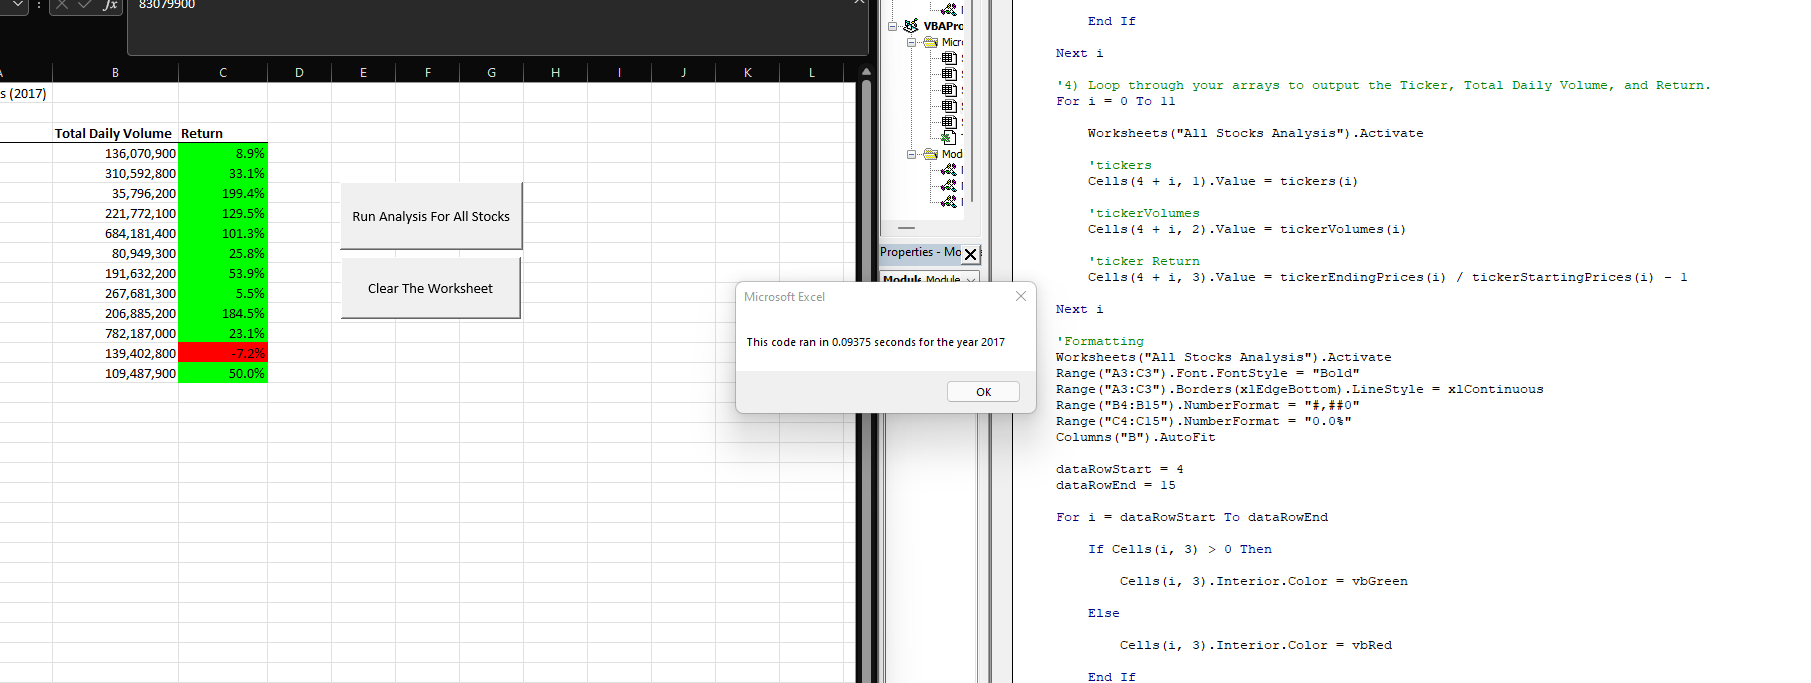 fx 83079900
A B C D E F G H I J K L
s (2017)
Total Daily Volume Return
136,070,900 8.9%
310,592,800 33.1%
35,796,200 199.4%
221,772,100 129.5%
684,181,400 101.3%
80,949,300 25.8%
191,632,200 53.9%
267,681,300 5.5%
206,885,200 184.5%
782,187,000 23.1%
139,402,800 -7.2%
109,487,900 50.0%
Run Analysis For All Stocks
Clear The Worksheet
VBAPro
Micr
Mod
Properties - Mo
Module Module
Microsoft Excel
This code ran in 0.09375 seconds for the year 2017
OK
End If
Next i
'4) Loop through your arrays to output the Ticker, Total Daily Volume, and Return.
For i = 0 To 11
Worksheets("All Stocks Analysis").Activate
'tickers
Cells(4 + i, 1).Value = tickers(i)
'tickerVolumes
Cells(4 + i, 2).Value = tickerVolumes(i)
'ticker Return
Cells(4 + i, 3).Value = tickerEndingPrices(i) / tickerStartingPrices(i) - 1
Next i
'Formatting
Worksheets("All Stocks Analysis").Activate
Range("A3:C3").Font.FontStyle = "Bold"
Range("A3:C3").Borders(xlEdgeBottom).LineStyle = xlContinuous
Range("B4:B15").NumberFormat = "#,##0"
Range("C4:C15").NumberFormat = "0.0%"
Columns("B").AutoFit
dataRowStart = 4
dataRowEnd = 15
For i = dataRowStart To dataRowEnd
If Cells(i, 3) > 0 Then
Cells(i, 3).Interior.Color = vbGreen
Else
Cells(i, 3).Interior.Color = vbRed
End If